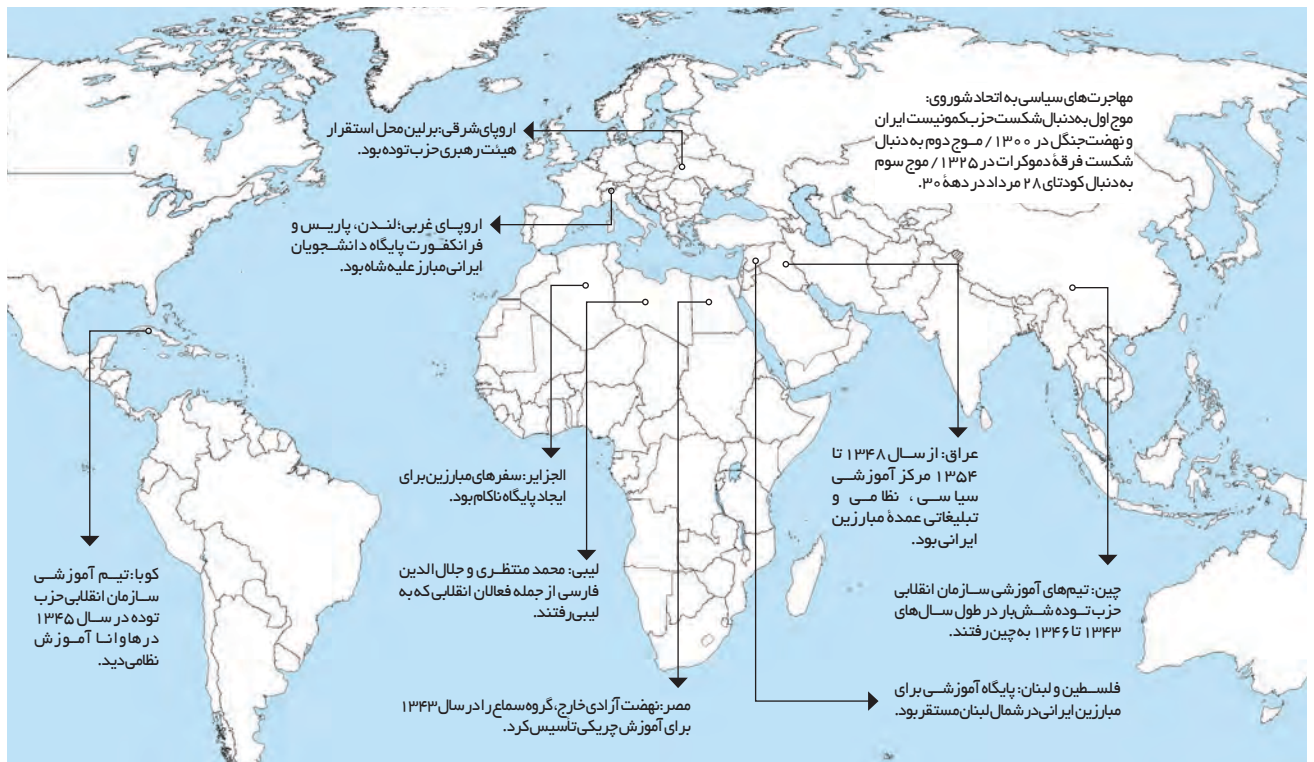 مهاجرت‌های سیاسی به اتحاد شوروی:
موج اول به دنبال شکست حزب کمونیست ایران
و نهضت جنگل در ۱۳۰۰/ موج دوم به دنبال
شکست فرقهٔ دموکرات در ۱۳۲۵/ موج سوم
به دنبال کودتای ۲۸ مرداد در دههٔ ۳۰.
اروپای شرقی: برلین محل استقرار
هیئت رهبری حزب توده بود.
اروپای غربی؛ لندن، پاریس و
فرانکفورت پایگاه دانشجویان
ایرانی مبارز علیه شاه بود.
عراق: از سال ۱۳۴۸ تا
۱۳۵۴ مرکز آموزشی
سیاسی، نظامی و
تبلیغاتی عمدهٔ مبارزین
ایرانی بود.
الجزایر: سفرهای مبارزین برای
ایجاد پایگاه ناکام بود.
لیبی: محمد منتظری و جلال‌الدین
فارسی از جمله فعالان انقلابی که به
لیبی رفتند.
کوبا: تیم آموزشی
سازمان انقلابی حزب
توده در سال ۱۳۴۵
در هاوانا آموزش
نظامی دید.
چین: تیم‌های آموزشی سازمان انقلابی
حزب توده شش بار در طول سال‌های
۱۳۴۳ تا ۱۳۴۶ به چین رفتند.
فلسطین و لبنان: پایگاه آموزشی برای
مبارزین ایرانی در شمال لبنان مستقر بود.
مصر: نهضت آزادی خارج، گروه سماع را در سال ۱۳۴۳
برای آموزش چریکی تأسیس کرد.